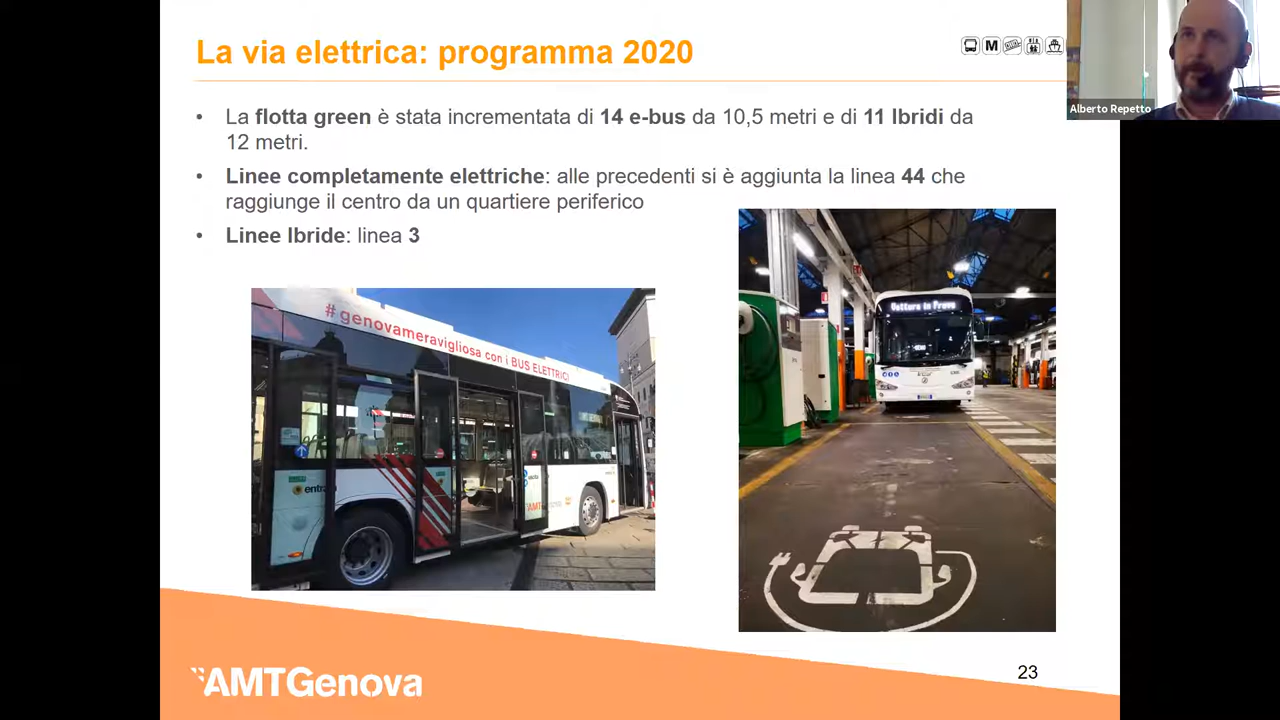 La via elettrica: programma 2020
M
Alberto Repetto
• La flotta green è stata incrementata di 14 e-bus da 10,5 metri e di 11 Ibridi da
12 metri.
• Linee completamente elettriche: alle precedenti si è aggiunta la linea 44 che
raggiunge il centro da un quartiere periferico
• Linee Ibride: linea 3
#genovameravigliosa con i BUS ELETTRICI
Vettura in Prova
entra
AMT
AMTGenova
23